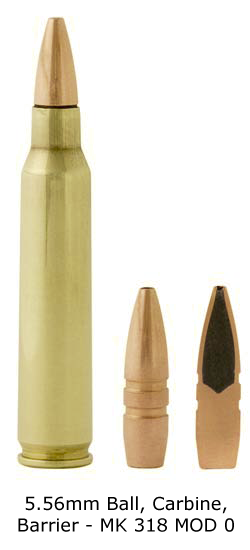 5.56mm Ball, Carbine,
Barrier - MK 318 MOD 0